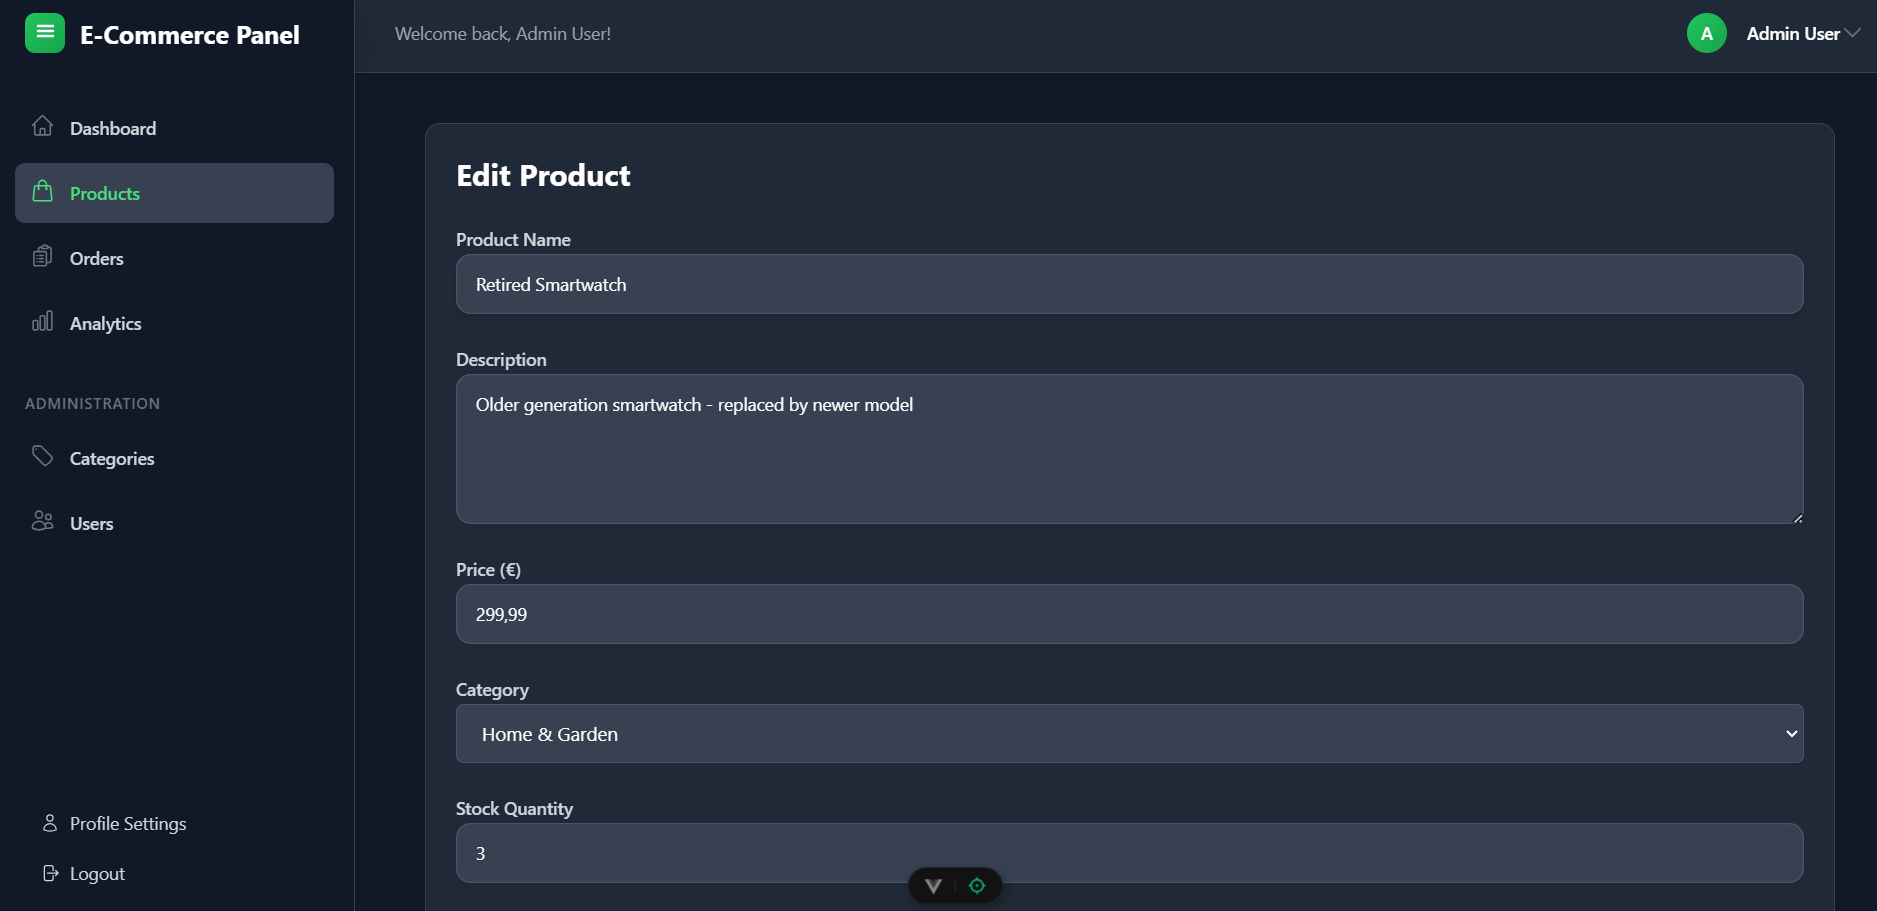 E-Commerce Panel
Welcome back, Admin User!
A
Admin User
Dashboard
Products
Orders
Analytics
ADMINISTRATION
Categories
Users
Profile Settings
Logout
Edit Product
Product Name
Retired Smartwatch
Description
Older generation smartwatch - replaced by newer model
Price (€)
299,99
Category
Home & Garden
Stock Quantity
3